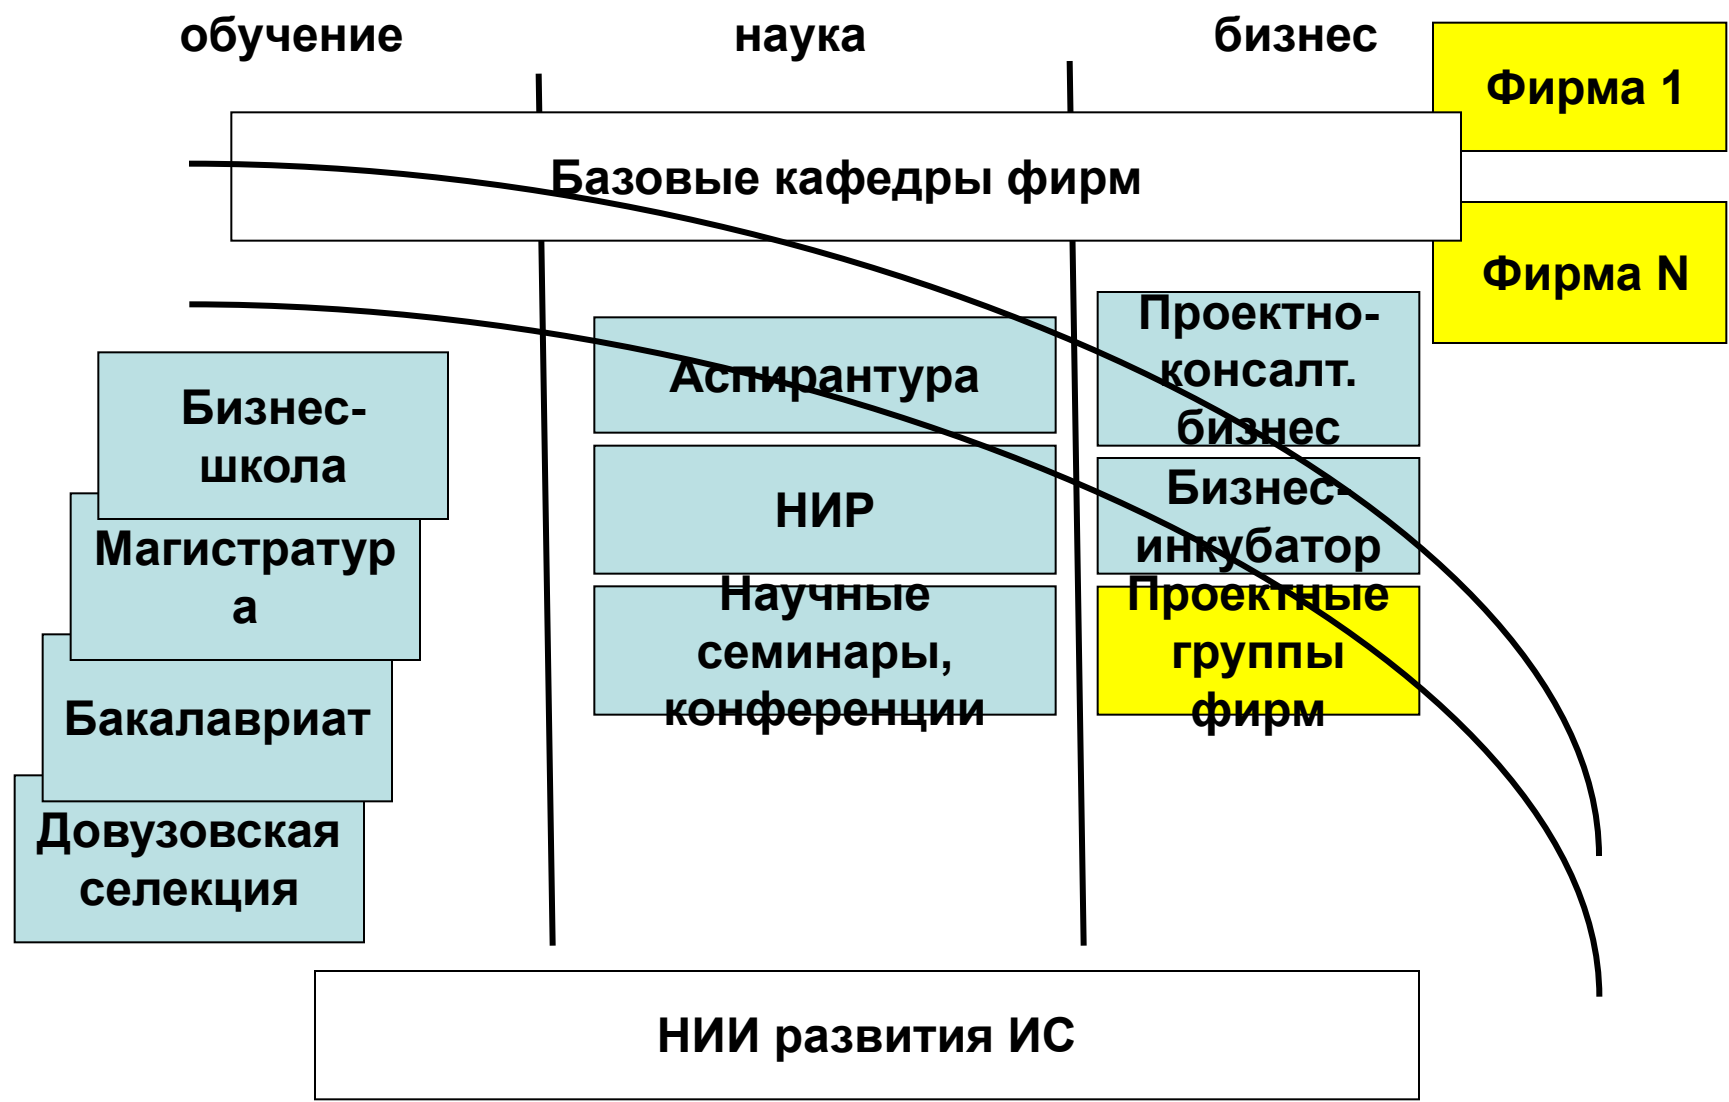 обучение
наука
бизнес
Фирма 1
Базовые кафедры фирм
Фирма N
Бизнес-
школа
Магистратур
а
Бакалавриат
Довузовская
селекция
Аспирантура
НИР
Научные
семинары,
конференции
Проектно-
консалт.
бизнес
Бизнес-
инкубатор
Проектные
группы
фирм
НИИ развития ИС